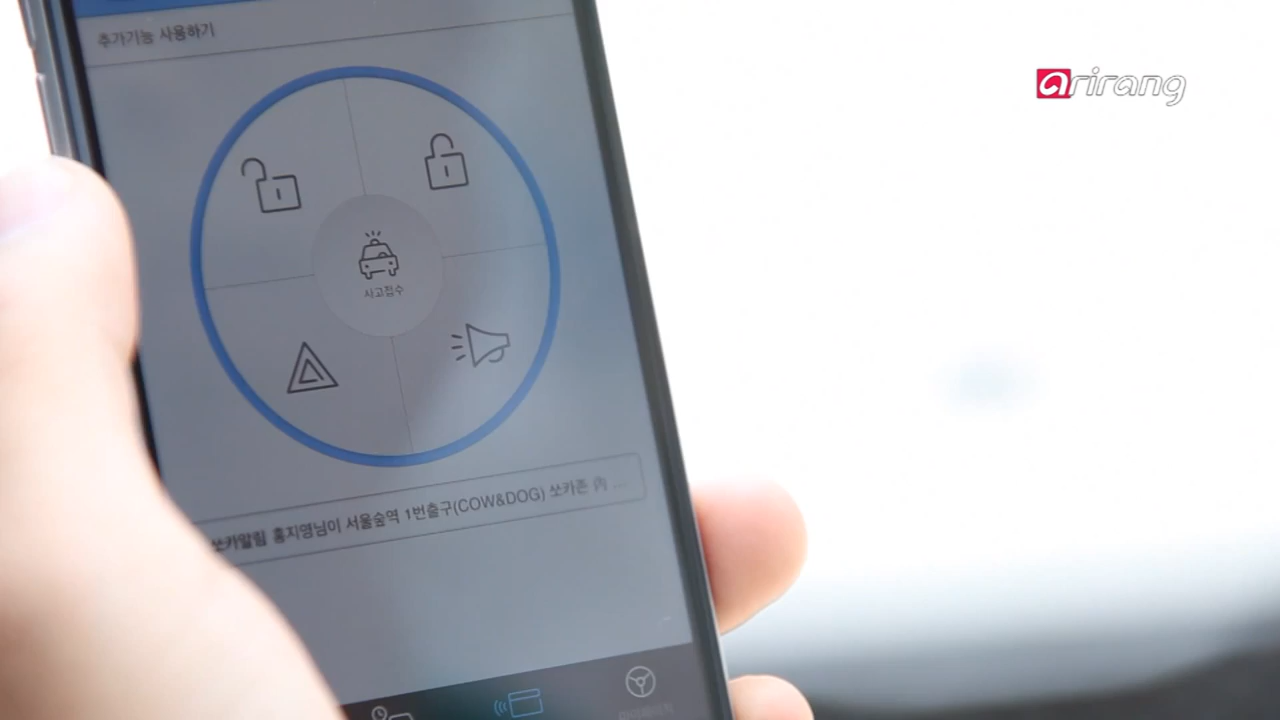 추가기능 사용하기
arirang
사고접수
쏘카알림 홍지영님이 서울숲역 1번출구(COW&DOG) 쏘카존 內 ...